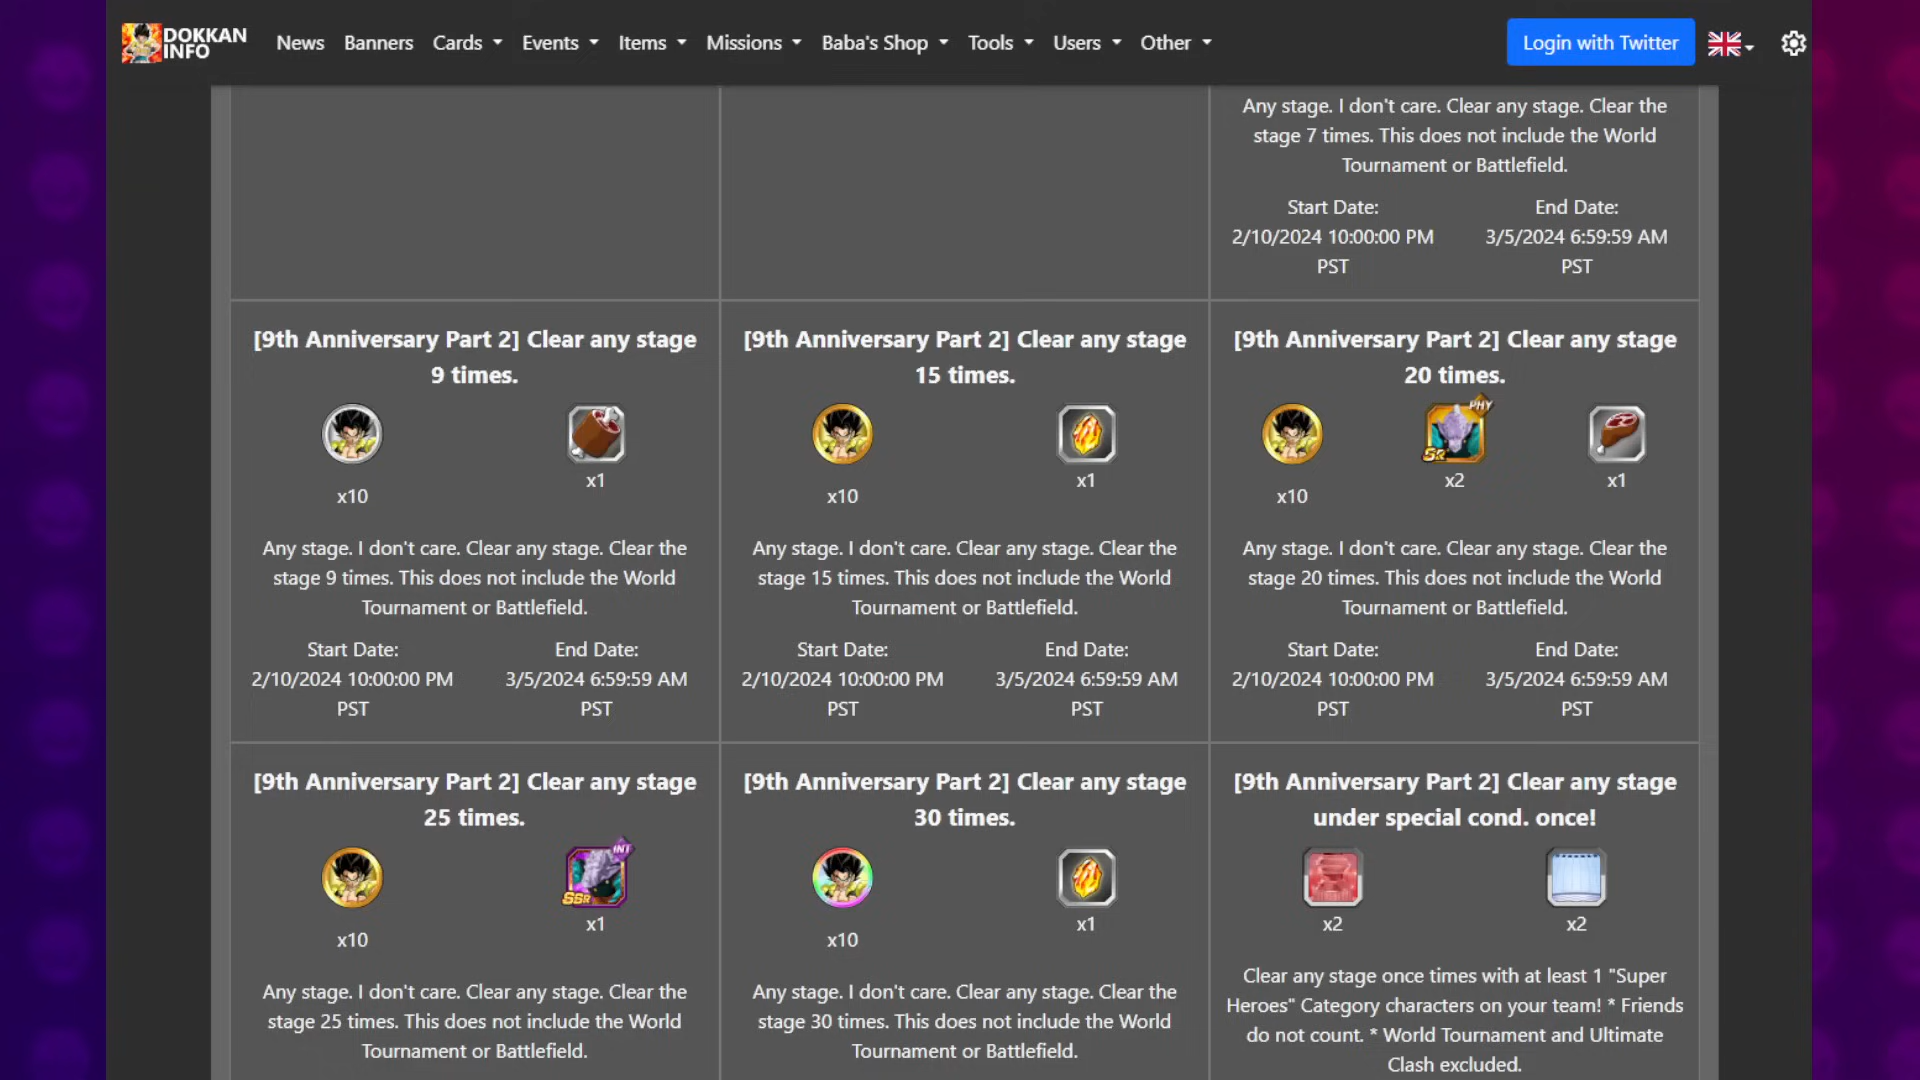 DOKKAN
INFO
News Banners Cards Events Items Missions Baba's Shop Tools Users Other Login with Twitter
Any stage. I don't care. Clear any stage. Clear the
stage 7 times. This does not include the World
Tournament or Battlefield.
Start Date: End Date:
2/10/2024 10:00:00 PM 3/5/2024 6:59:59 AM
PST PST
[9th Anniversary Part 2] Clear any stage
9 times.
x10 x1
Any stage. I don't care. Clear any stage. Clear the
stage 9 times. This does not include the World
Tournament or Battlefield.
Start Date: End Date:
2/10/2024 10:00:00 PM 3/5/2024 6:59:59 AM
PST PST
[9th Anniversary Part 2] Clear any stage
15 times.
x10 x1
Any stage. I don't care. Clear any stage. Clear the
stage 15 times. This does not include the World
Tournament or Battlefield.
Start Date: End Date:
2/10/2024 10:00:00 PM 3/5/2024 6:59:59 AM
PST PST
[9th Anniversary Part 2] Clear any stage
20 times.
PHY
SR
x10 x2 x1
Any stage. I don't care. Clear any stage. Clear the
stage 20 times. This does not include the World
Tournament or Battlefield.
Start Date: End Date:
2/10/2024 10:00:00 PM 3/5/2024 6:59:59 AM
PST PST
[9th Anniversary Part 2] Clear any stage
25 times.
INT
SSR
x10 x1
Any stage. I don't care. Clear any stage. Clear the
stage 25 times. This does not include the World
Tournament or Battlefield.
[9th Anniversary Part 2] Clear any stage
30 times.
x10 x1
Any stage. I don't care. Clear any stage. Clear the
stage 30 times. This does not include the World
Tournament or Battlefield.
[9th Anniversary Part 2] Clear any stage
under special cond. once!
x2 x2
Clear any stage once times with at least 1 "Super
Heroes" Category characters on your team! * Friends
do not count. * World Tournament and Ultimate
Clash excluded.